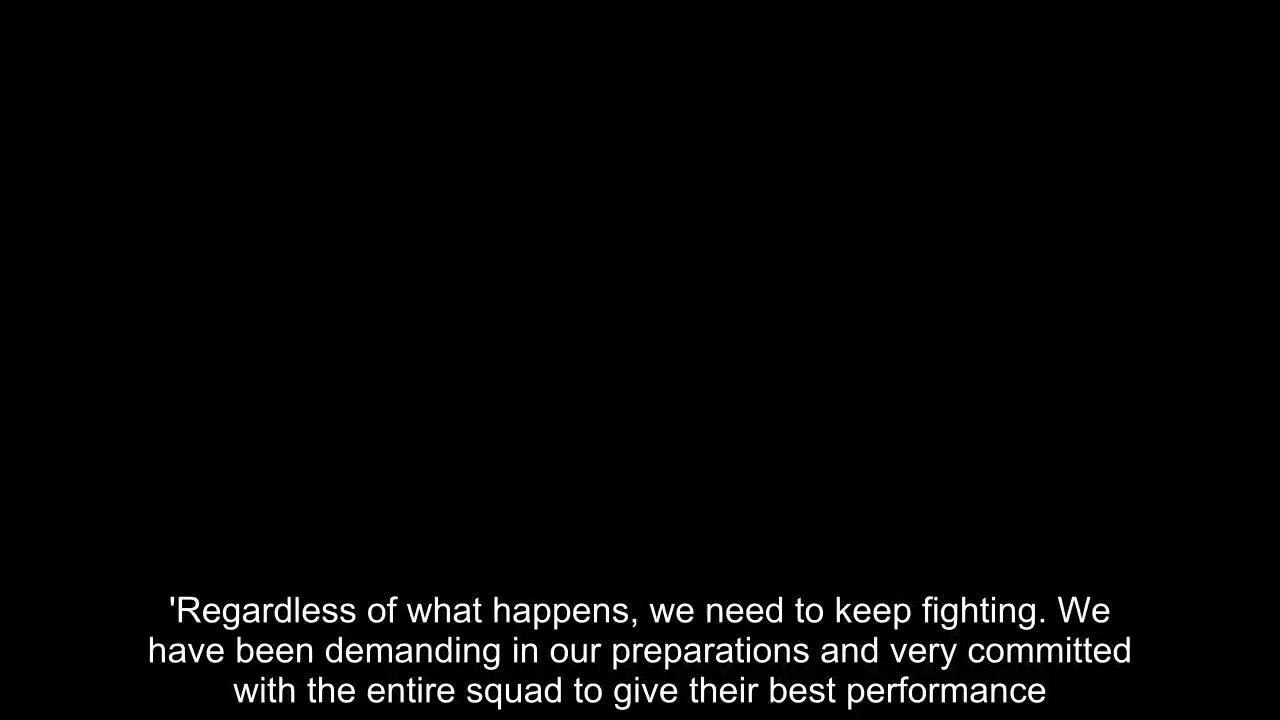 'Regardless of what happens, we need to keep fighting. We
have been demanding in our preparations and very committed
with the entire squad to give their best performance